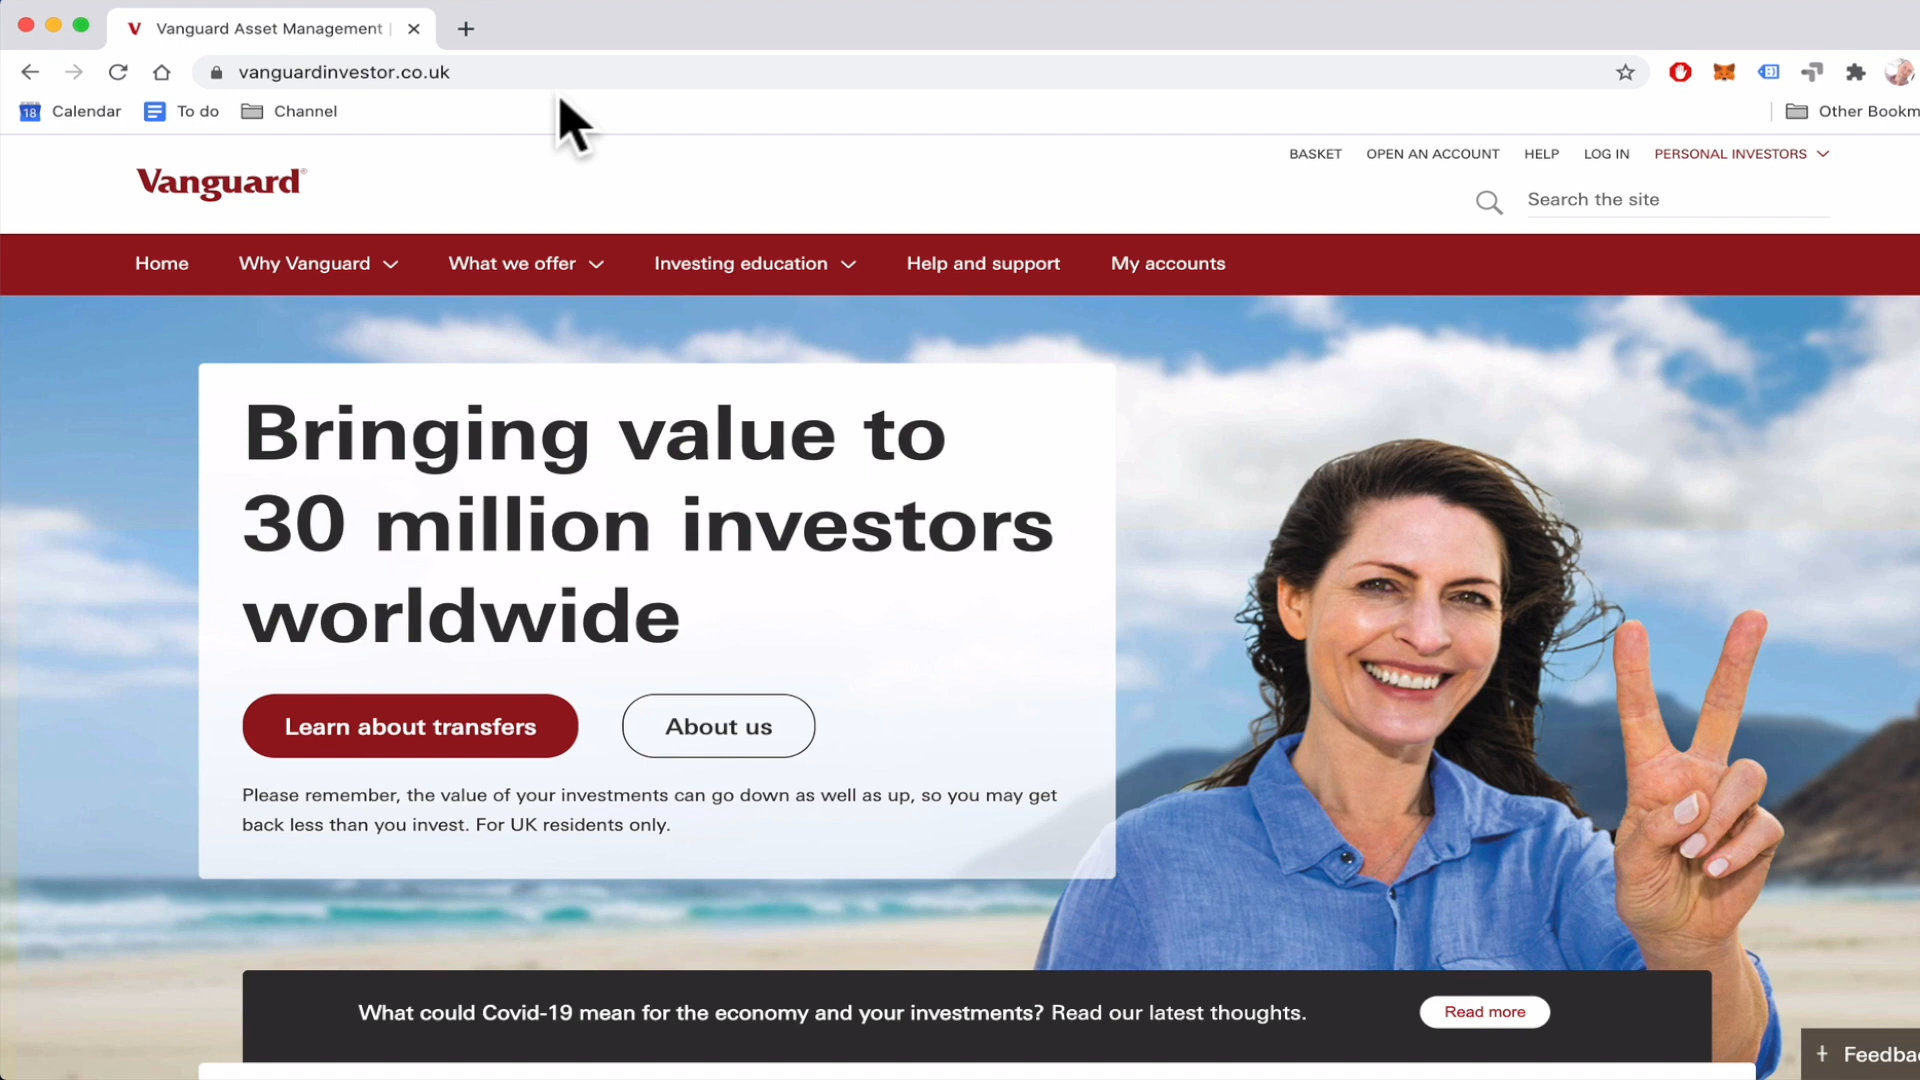 Vanguard Asset Management
vanguardinvestor.co.uk
18 Calendar To do Channel Other Bookm
BASKET OPEN AN ACCOUNT HELP LOG IN PERSONAL INVESTORS
Vanguard
Search the site
Home Why Vanguard What we offer Investing education Help and support My accounts
Bringing value to
30 million investors
worldwide
Learn about transfers About us
Please remember, the value of your investments can go down as well as up, so you may get
back less than you invest. For UK residents only.
What could Covid-19 mean for the economy and your investments? Read our latest thoughts. Read more
+ Feedba